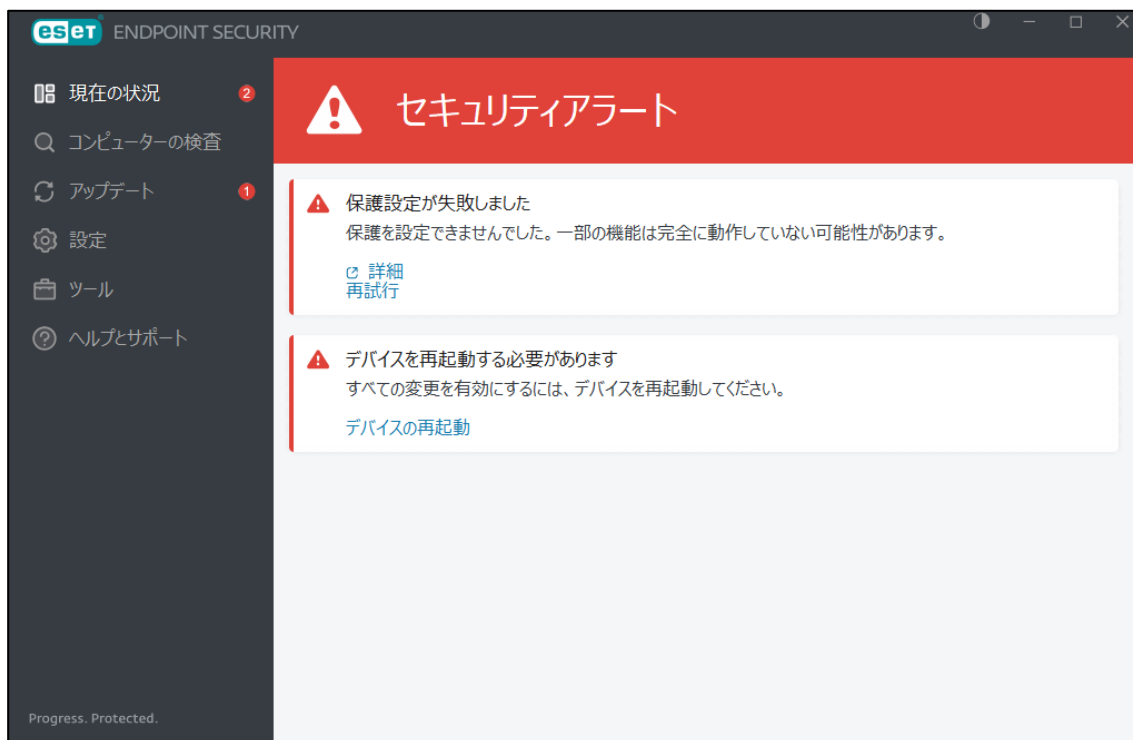 eset ENDPOINT SECURITY
現在の状況 2
コンピューターの検査
アップデート 1
設定
ツール
ヘルプとサポート
Progress. Protected.
セキュリティアラート
保護設定が失敗しました
保護を設定できませんでした。一部の機能は完全に動作していない可能性があります。
詳細
再試行
デバイスを再起動する必要があります
すべての変更を有効にするには、デバイスを再起動してください。
デバイスの再起動